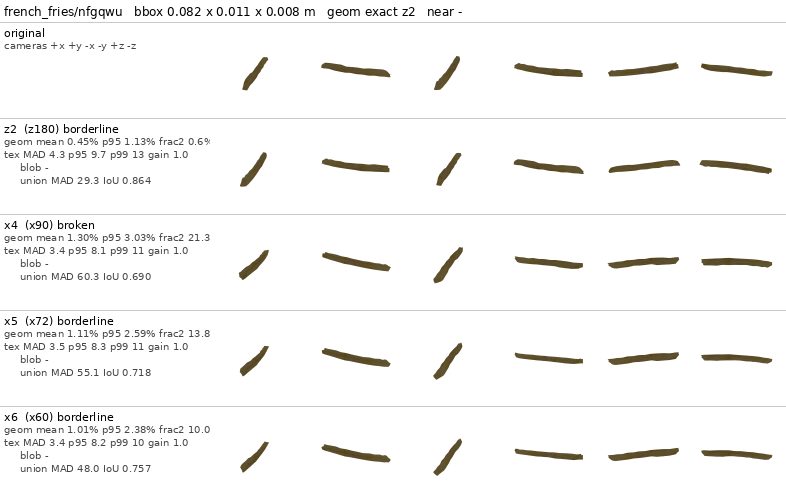 french_fries/nfgqwu bbox 0.082 x 0.011 x 0.008 m geom exact z2 near -
original
cameras +x +y -x -y +z -z
z2 (z180) borderline
geom mean 0.45% p95 1.13% frac2 0.6%
tex MAD 4.3 p95 9.7 p99 13 gain 1.0
blob -
union MAD 29.3 IoU 0.864
x4 (x90) broken
geom mean 1.30% p95 3.03% frac2 21.3
tex MAD 3.4 p95 8.1 p99 11 gain 1.0
blob -
union MAD 60.3 IoU 0.690
x5 (x72) borderline
geom mean 1.11% p95 2.59% frac2 13.8
tex MAD 3.5 p95 8.3 p99 11 gain 1.0
blob -
union MAD 55.1 IoU 0.718
x6 (x60) borderline
geom mean 1.01% p95 2.38% frac2 10.0
tex MAD 3.4 p95 8.2 p99 10 gain 1.0
blob -
union MAD 48.0 IoU 0.757